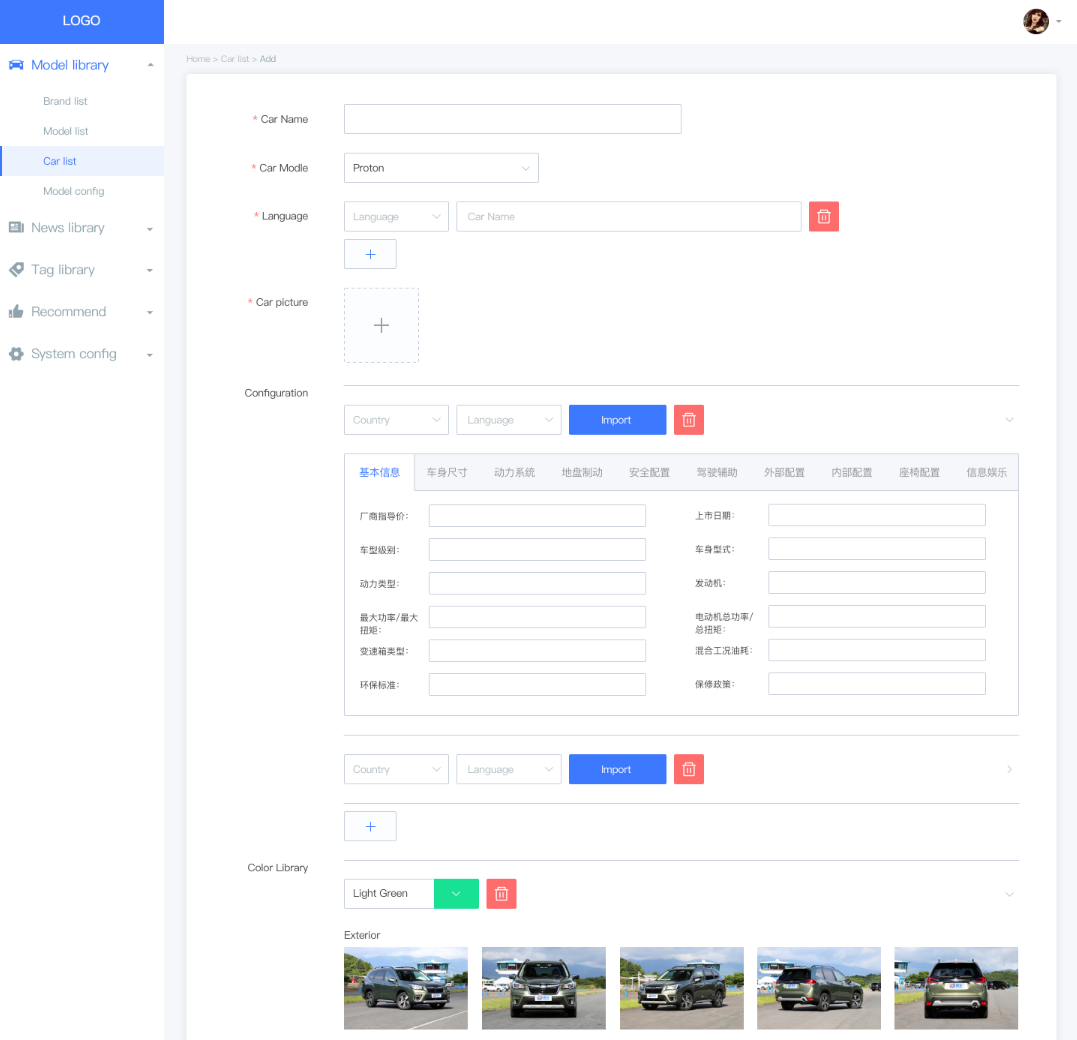 LOGO
Model library
Brand list
Model list
Car list
Model config
News library
Tag library
Recommend
System config
Home > Car list > Add
* Car Name
* Car Modle
Proton
* Language
Language
Car Name
* Car picture
Configuration
Country
Language
Import
基本信息
车身尺寸
动力系统
地盘制动
安全配置
驾驶辅助
外部配置
内部配置
座椅配置
信息娱乐
厂商指导价:
上市日期:
车型级别:
车身型式:
动力类型:
发动机:
最大功率/最大
扭矩:
电动机总功率/
总扭矩:
变速箱类型:
混合工况油耗:
环保标准:
保修政策:
Country
Language
Import
Color Library
Light Green
Exterior